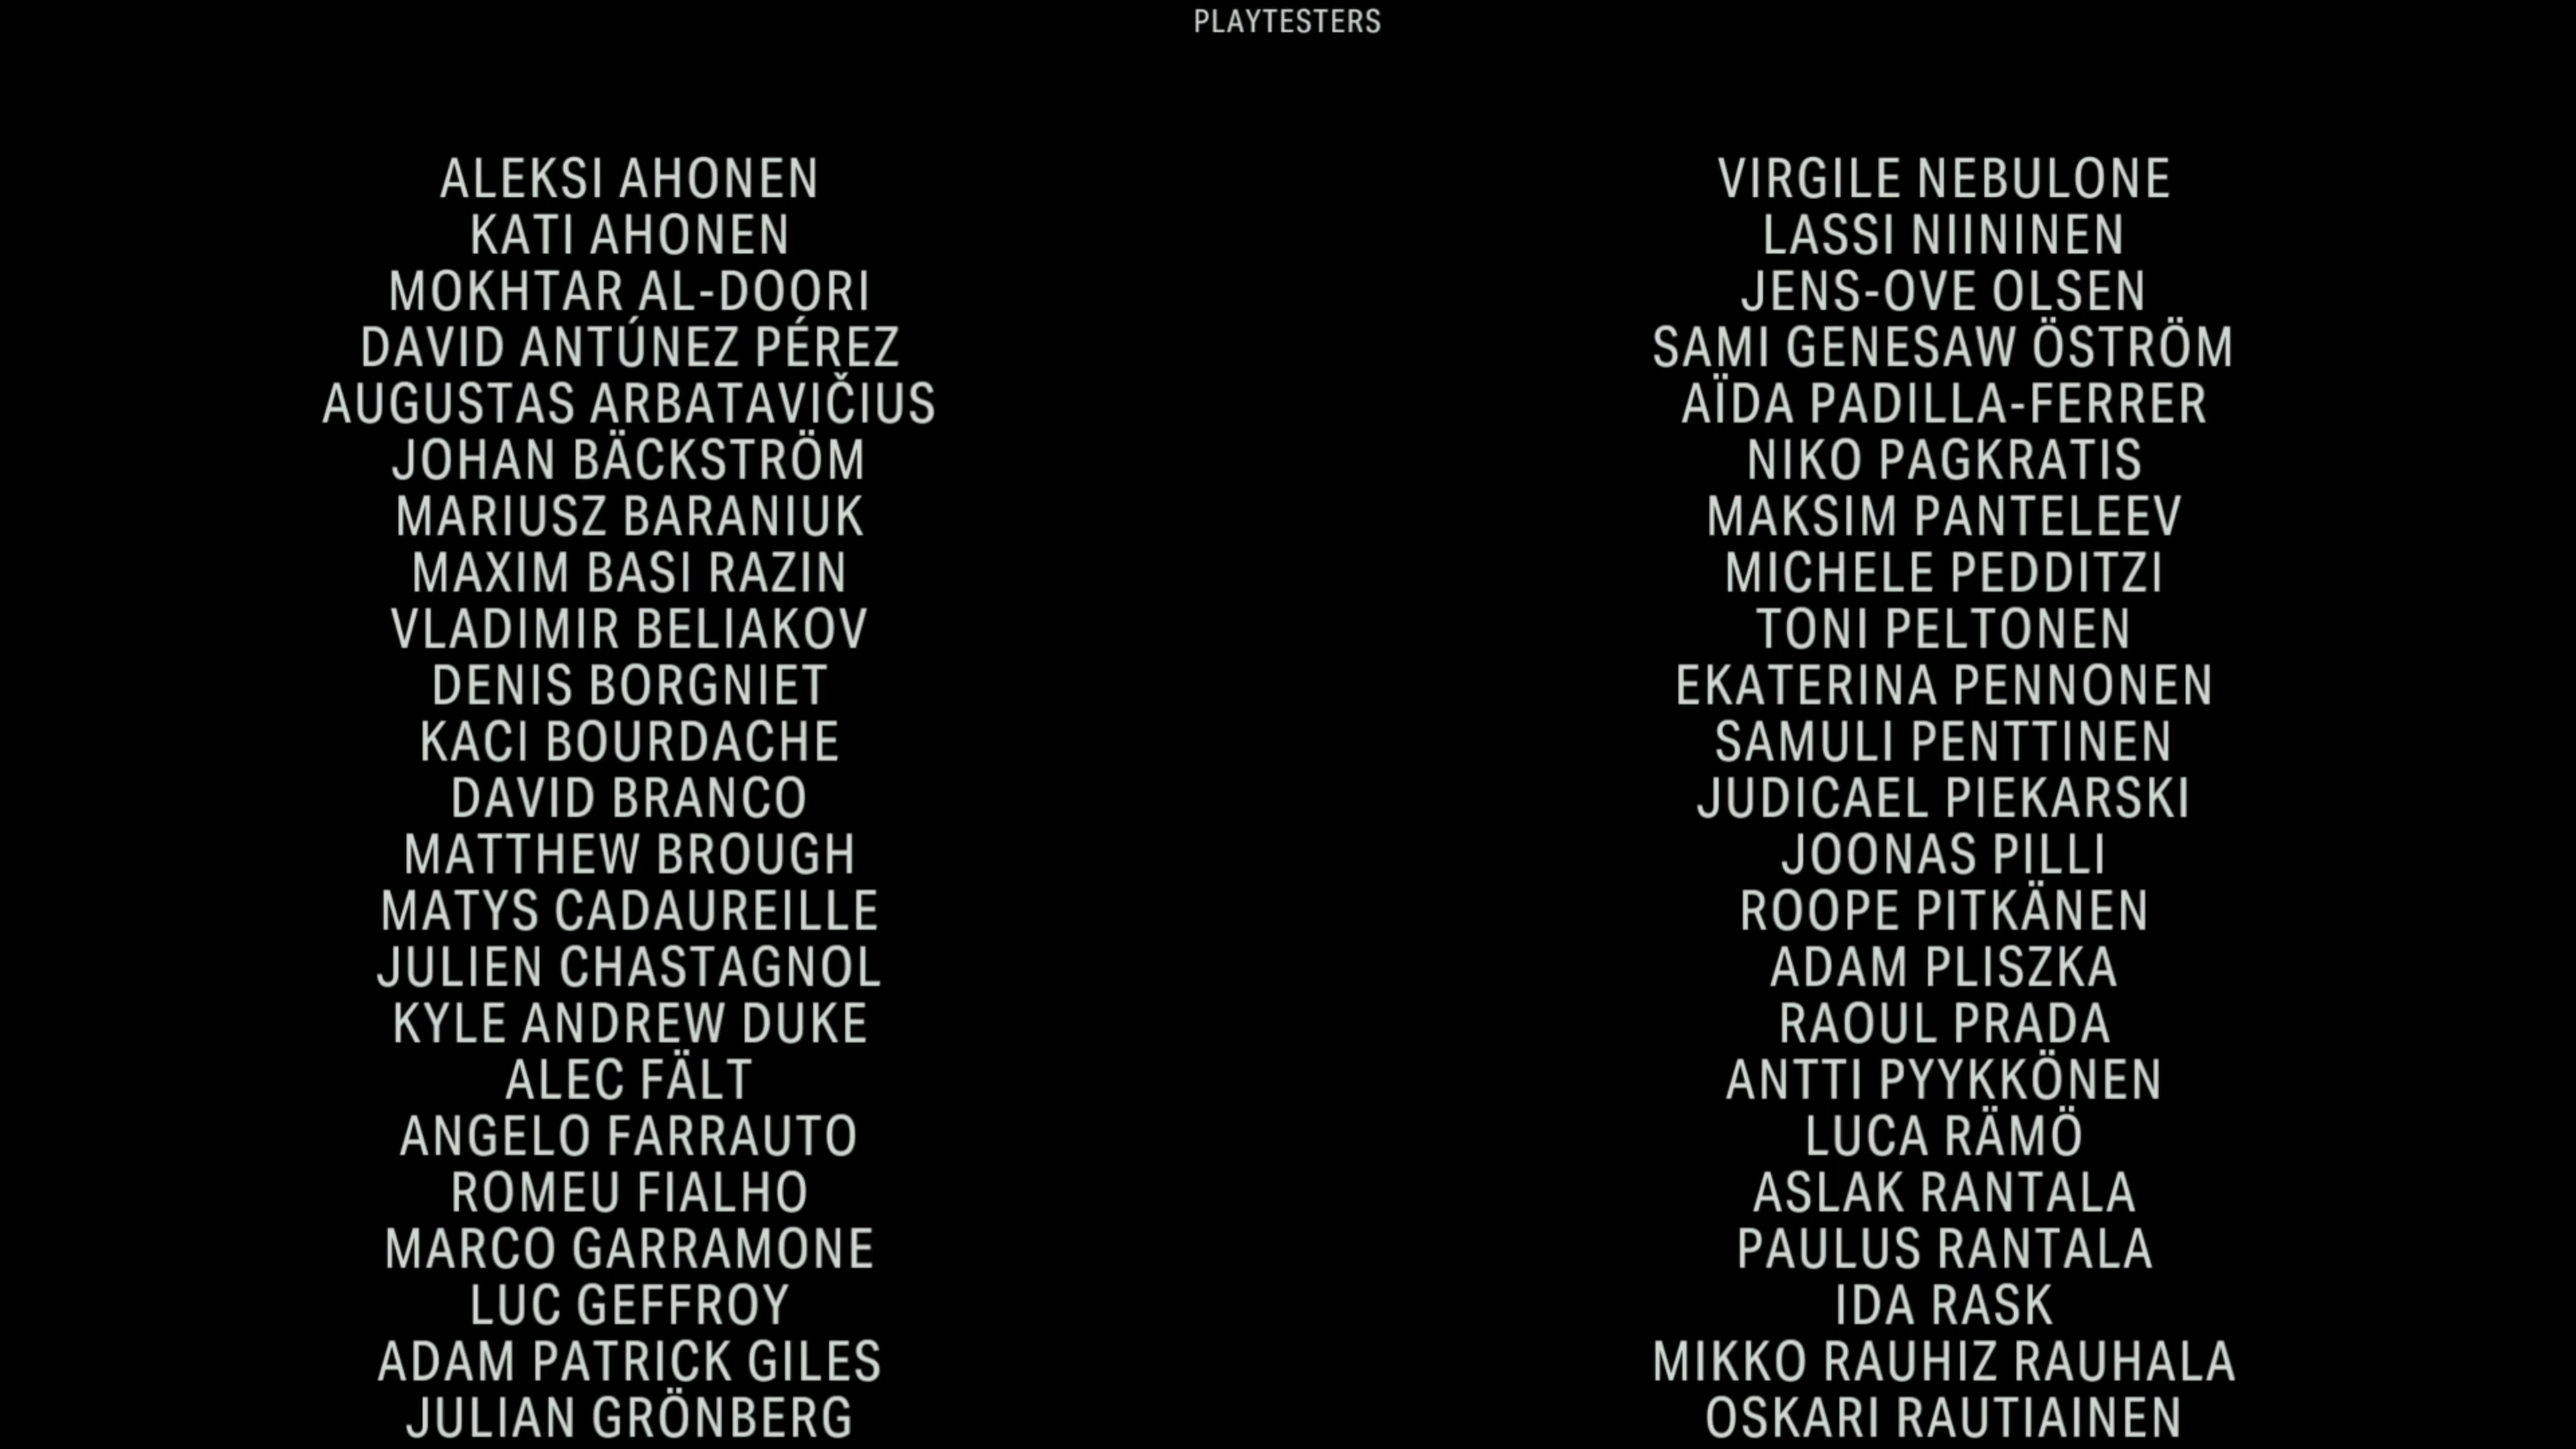 PLAYTESTERS
ALEKSI AHONEN
KATI AHONEN
MOKHTAR AL-DOORI
DAVID ANTÚNEZ PÉREZ
AUGUSTAS ARBATAVIČIUS
JOHAN BÄCKSTRÖM
MARIUSZ BARANIUK
MAXIM BASI RAZIN
VLADIMIR BELIAKOV
DENIS BORGNIET
KACI BOURDACHE
DAVID BRANCO
MATTHEW BROUGH
MATYS CADAUREILLE
JULIEN CHASTAGNOL
KYLE ANDREW DUKE
ALEC FÄLT
ANGELO FARRAUTO
ROMEU FIALHO
MARCO GARRAMONE
LUC GEFFROY
ADAM PATRICK GILES
JULIAN GRÖNBERG
VIRGILE NEBULONE
LASSI NIININEN
JENS-OVE OLSEN
SAMI GENESAW ÖSTRÖM
AÏDA PADILLA-FERRER
NIKO PAGKRATIS
MAKSIM PANTELEEV
MICHELE PEDDITZI
TONI PELTONEN
EKATERINA PENNONEN
SAMULI PENTTINEN
JUDICAEL PIEKARSKI
JOONAS PILLI
ROOPE PITKÄNEN
ADAM PLISZKA
RAOUL PRADA
ANTTI PYYKKÖNEN
LUCA RÄMÖ
ASLAK RANTALA
PAULUS RANTALA
IDA RASK
MIKKO RAUHIZ RAUHALA
OSKARI RAUTIAINEN